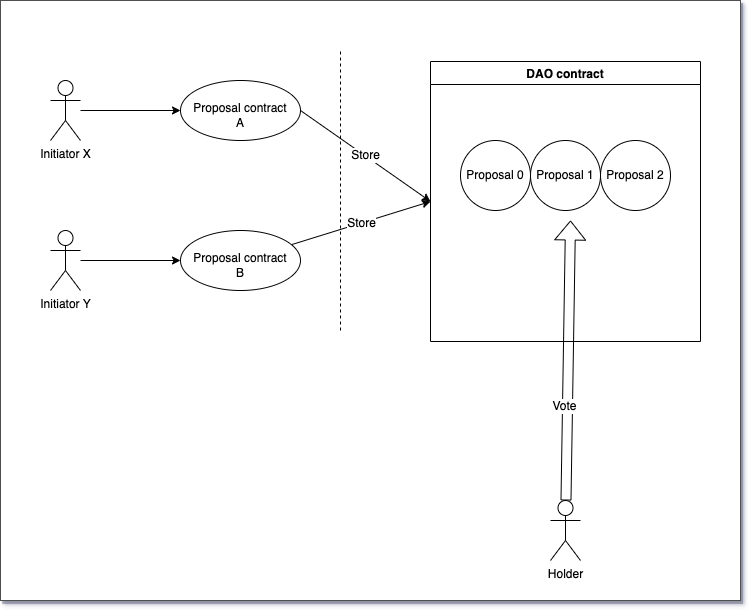 DAO contract
Proposal contract
A
Initiator X
Store
Proposal 0
Proposal 1
Proposal 2
Store
Proposal contract
B
Initiator Y
Vote
Holder